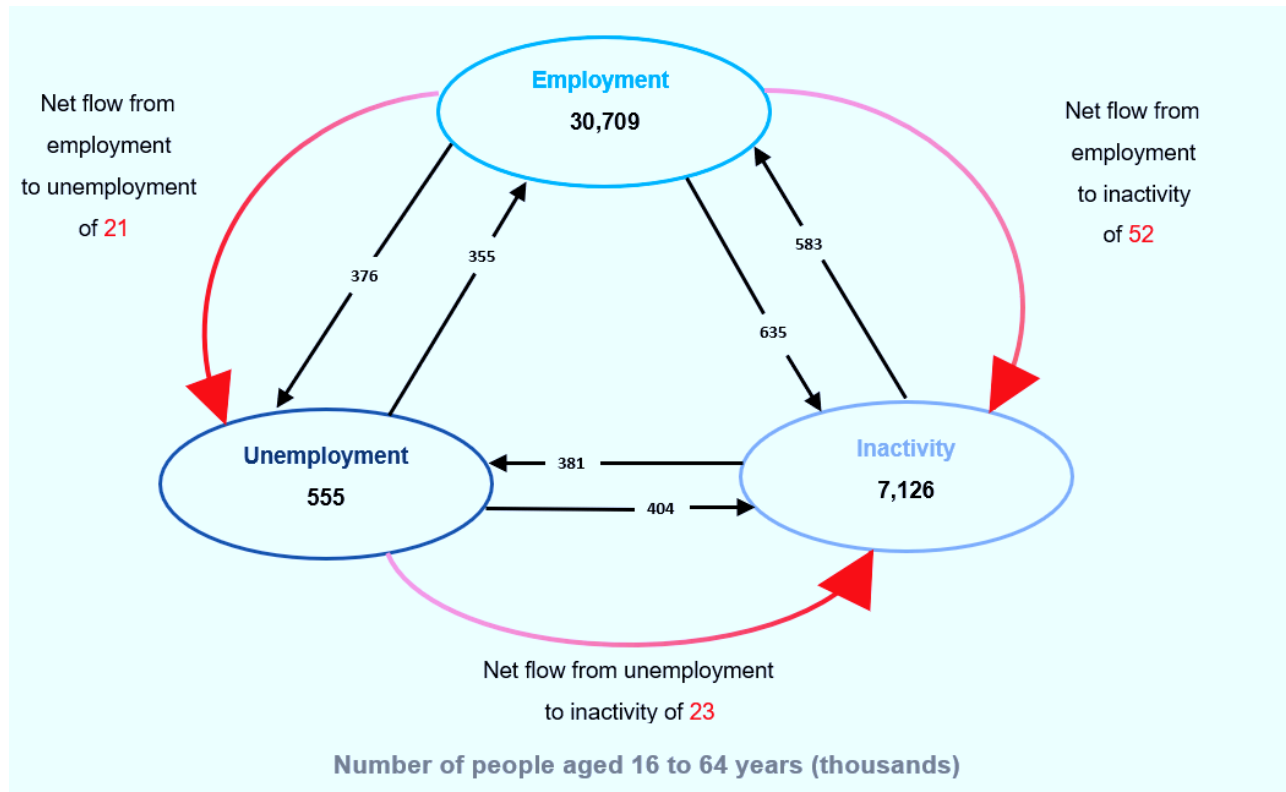 Employment
30,709
Net flow from
employment
to unemployment
of 21
Net flow from
employment
to inactivity
of 52
376
355
583
635
Unemployment
555
381
404
Inactivity
7,126
Net flow from unemployment
to inactivity of 23
Number of people aged 16 to 64 years (thousands)